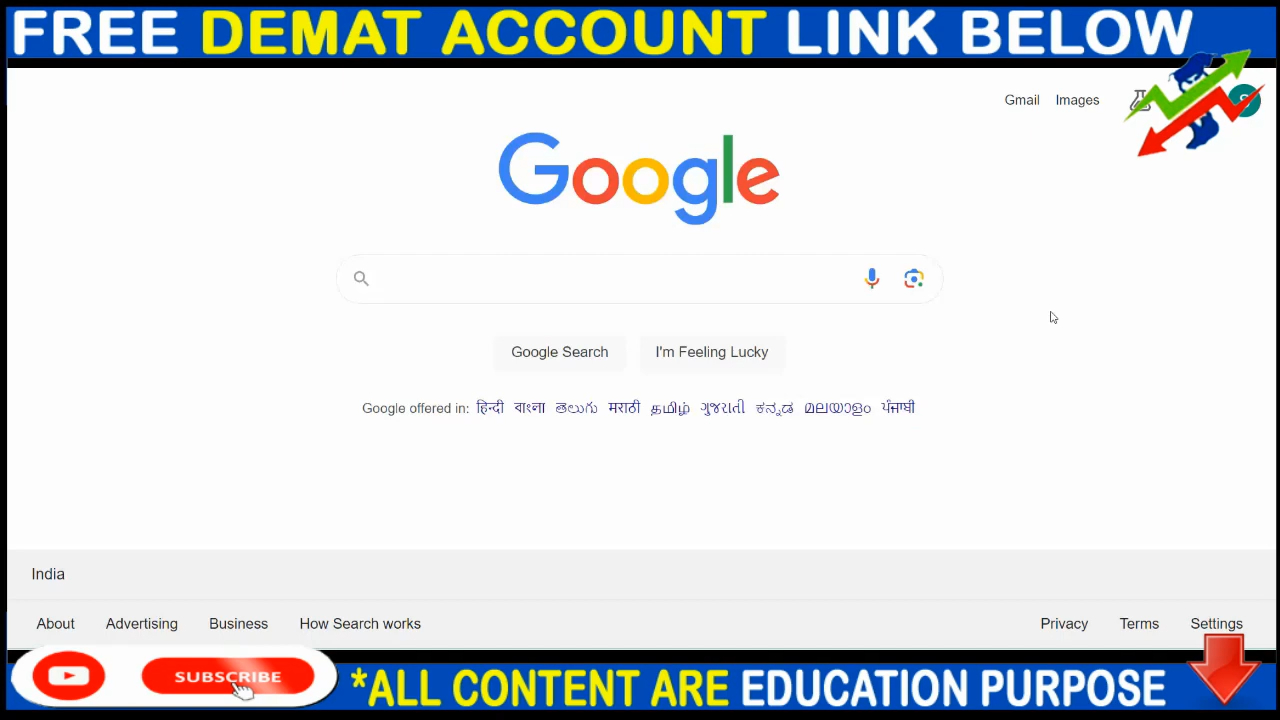 FREE DEMAT ACCOUNT LINK BELOW
Gmail Images
Google
Google Search I'm Feeling Lucky
Google offered in: हिन्दी বাংলা తెలుగు मराठी தமிழ் ગુજરાતી ಕನ್ನಡ മലയാളം ਪੰਜਾਬੀ
India
About Advertising Business How Search works Privacy Terms Settings
SUBSCRIBE
*ALL CONTENT ARE EDUCATION PURPOSE